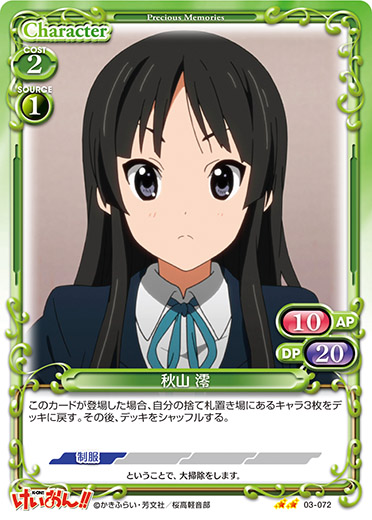 Precious Memories
Character
COST
2
SOURCE
1
10 AP
DP 20
秋山 澪
このカードが登場した場合、自分の捨て札置き場にあるキャラ3枚をデ
ッキに戻す。その後、デッキをシャッフルする。
制服
ということで、大掃除をします。
けいおん!!
©かきふらい・芳文社/桜高軽音部
03-072